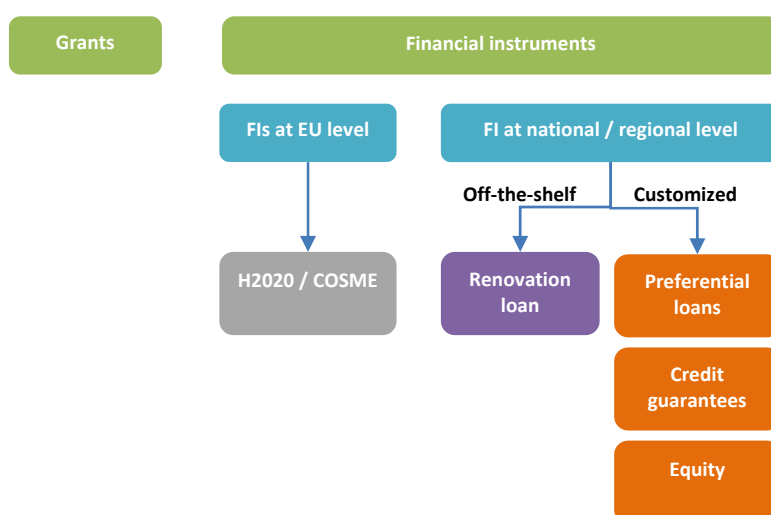 Grants
Financial instruments
FIs at EU level
FI at national / regional level
Off-the-shelf
Customized
H2020 / COSME
Renovation
loan
Preferential
loans
Credit
guarantees
Equity